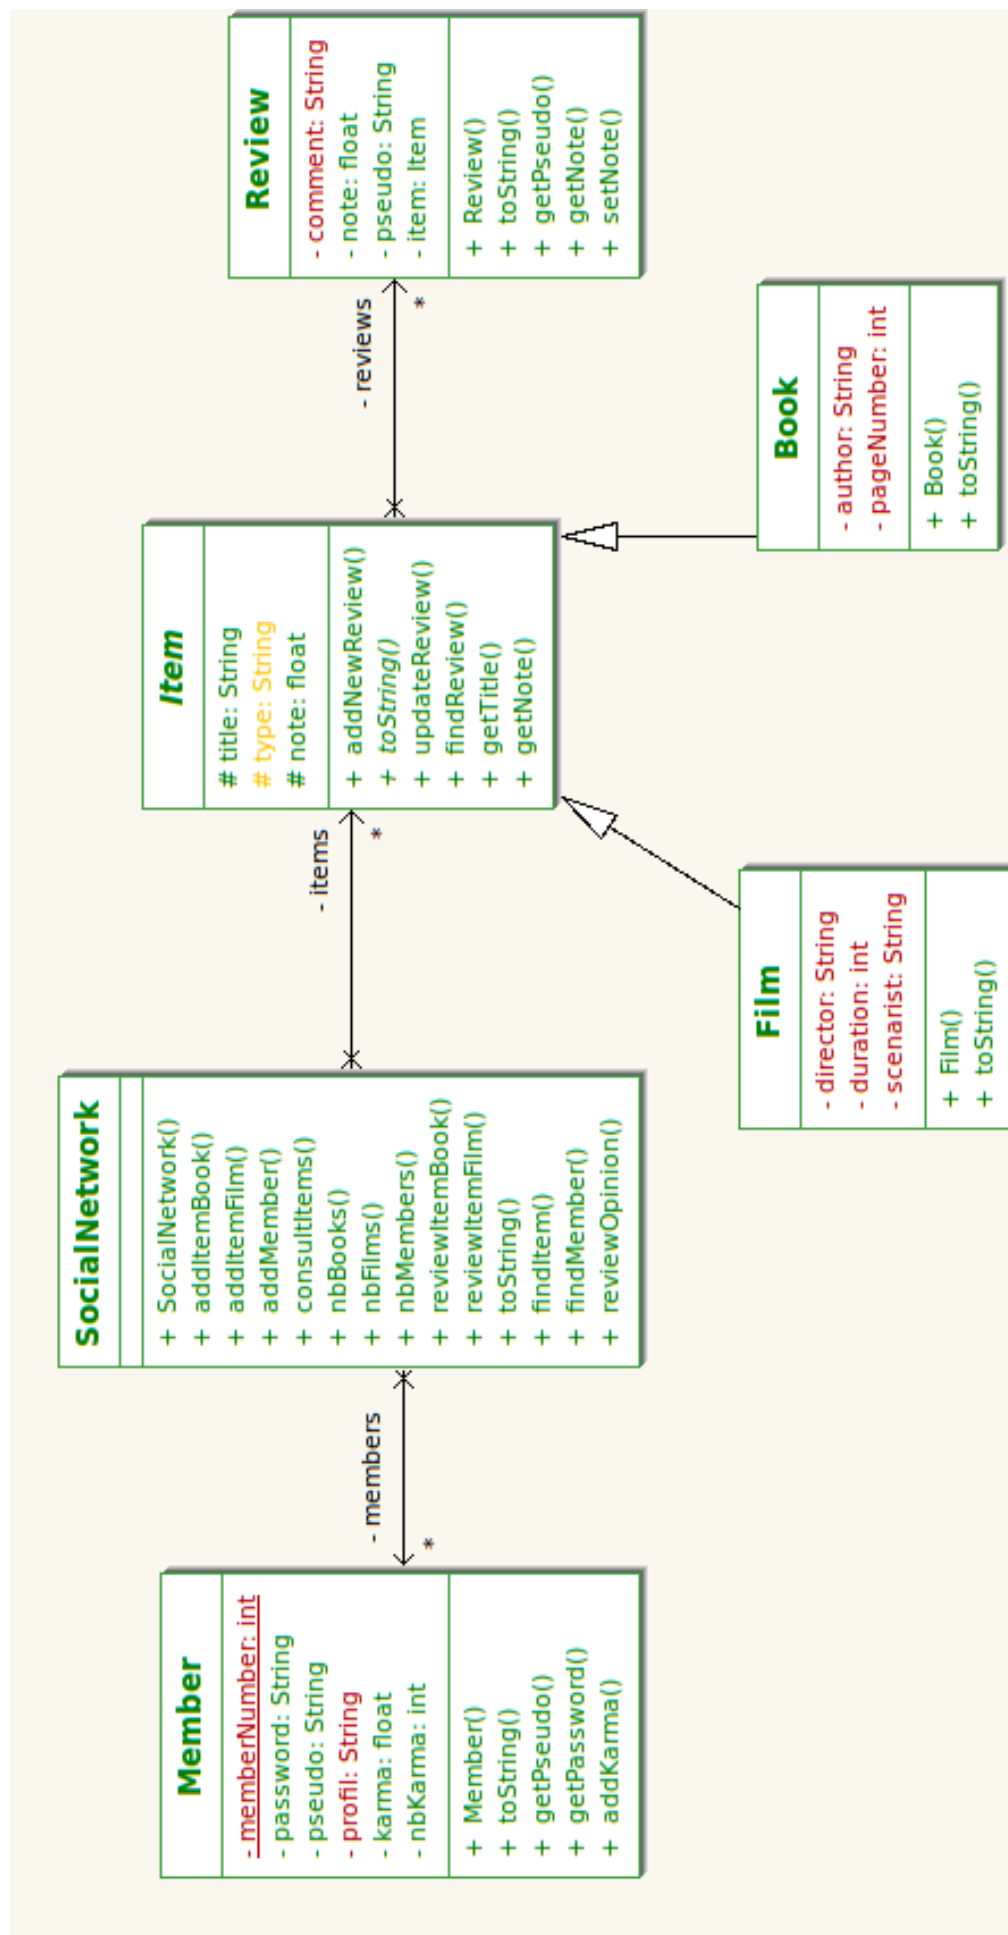 Member
- memberNumber: int
- password: String
- pseudo: String
- profil: String
- karma: float
- nbKarma: int
+ Member()
+ toString()
+ getPseudo()
+ getPassword()
+ addKarma()
- members
*
SocialNetwork
+ SocialNetwork()
+ addItemBook()
+ addItemFilm()
+ addMember()
+ consultItems()
+ nbBooks()
+ nbFilms()
+ nbMembers()
+ reviewItemBook()
+ reviewItemFilm()
+ toString()
+ findItem()
+ findMember()
+ reviewOpinion()
- items
*
Item
# title: String
# type: String
# note: float
+ addNewReview()
+ toString()
+ updateReview()
+ findReview()
+ getTitle()
+ getNote()
- reviews
*
Review
- comment: String
- note: float
- pseudo: String
- item: Item
+ Review()
+ toString()
+ getPseudo()
+ getNote()
+ setNote()
Film
- director: String
- duration: int
- scenarist: String
+ Film()
+ toString()
Book
- author: String
- pageNumber: int
+ Book()
+ toString()